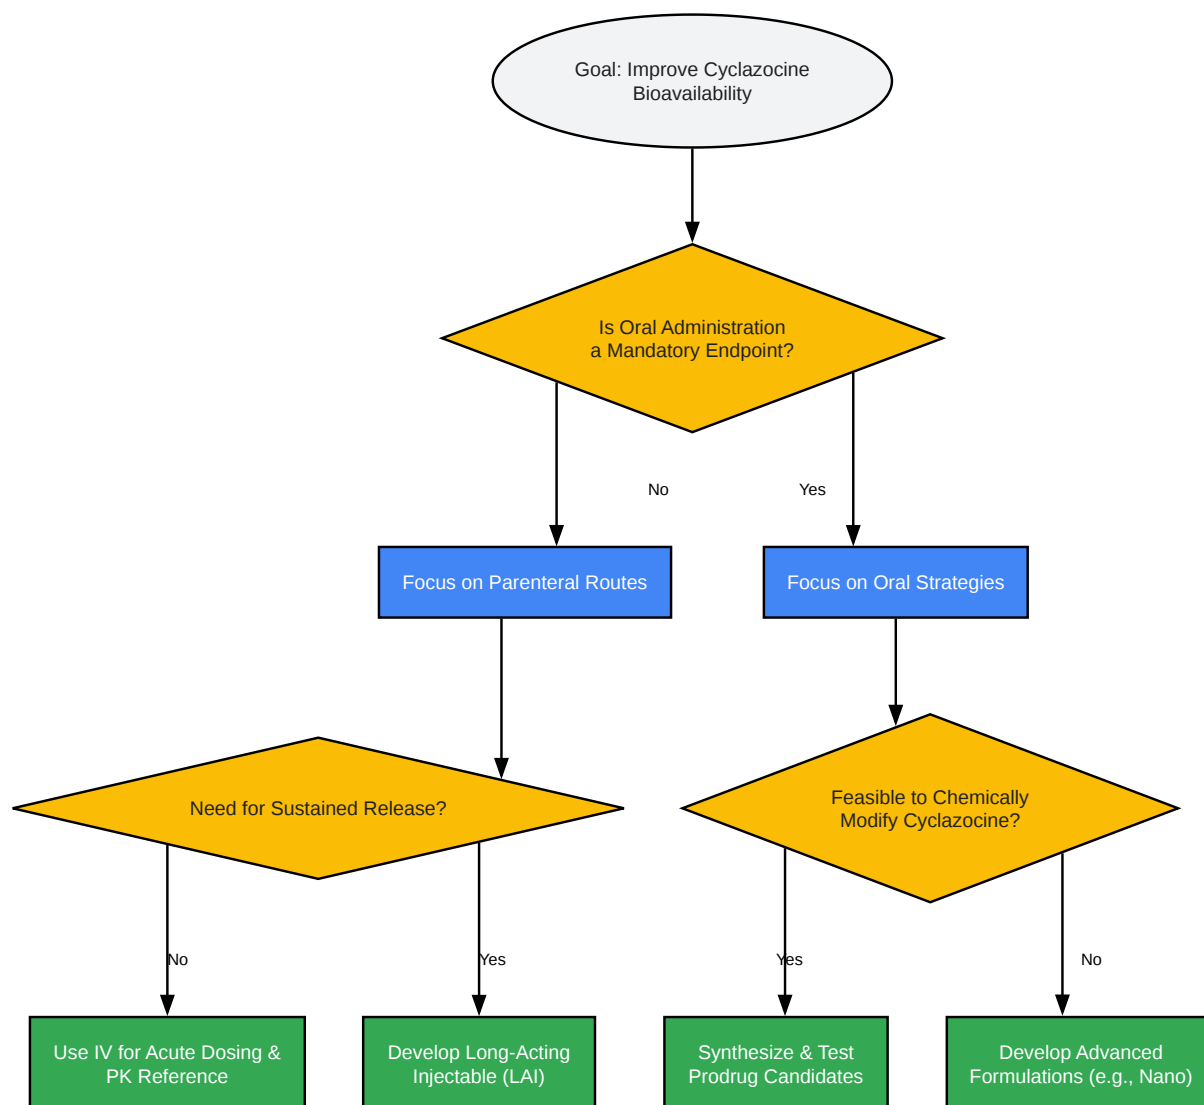 Goal: Improve Cyclazocine
Bioavailability
Is Oral Administration
a Mandatory Endpoint?
No
Yes
Focus on Parenteral Routes
Focus on Oral Strategies
Need for Sustained Release?
Feasible to Chemically
Modify Cyclazocine?
No
Yes
Yes
No
Use IV for Acute Dosing &
PK Reference
Develop Long-Acting
Injectable (LAI)
Synthesize & Test
Prodrug Candidates
Develop Advanced
Formulations (e.g., Nano)